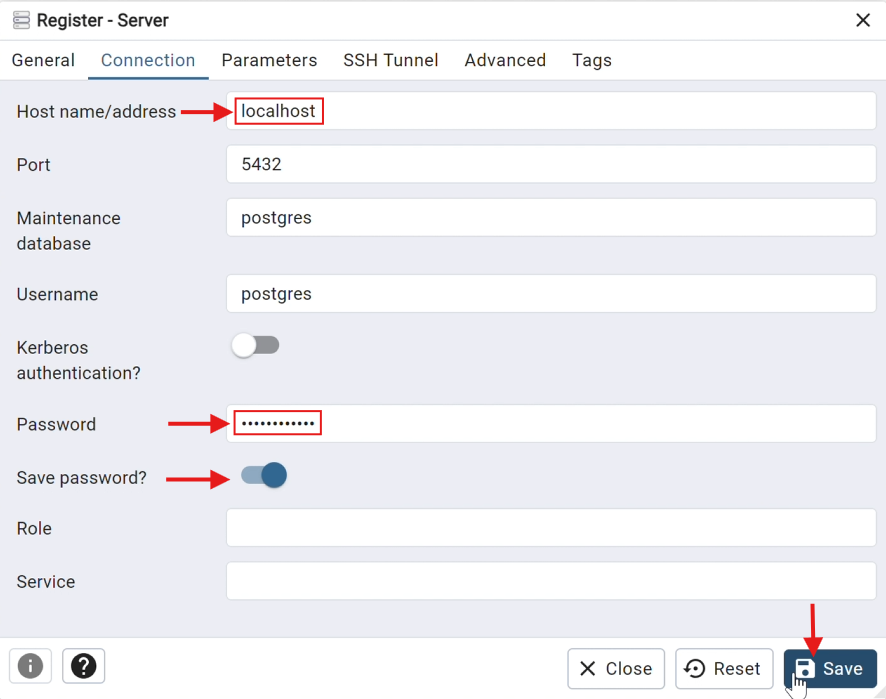 Register - Server
General Connection Parameters SSH Tunnel Advanced Tags
Host name/address localhost
Port 5432
Maintenance
database
postgres
Username postgres
Kerberos
authentication?
Password ••••••••••••
Save password?
Role
Service
Close Reset Save